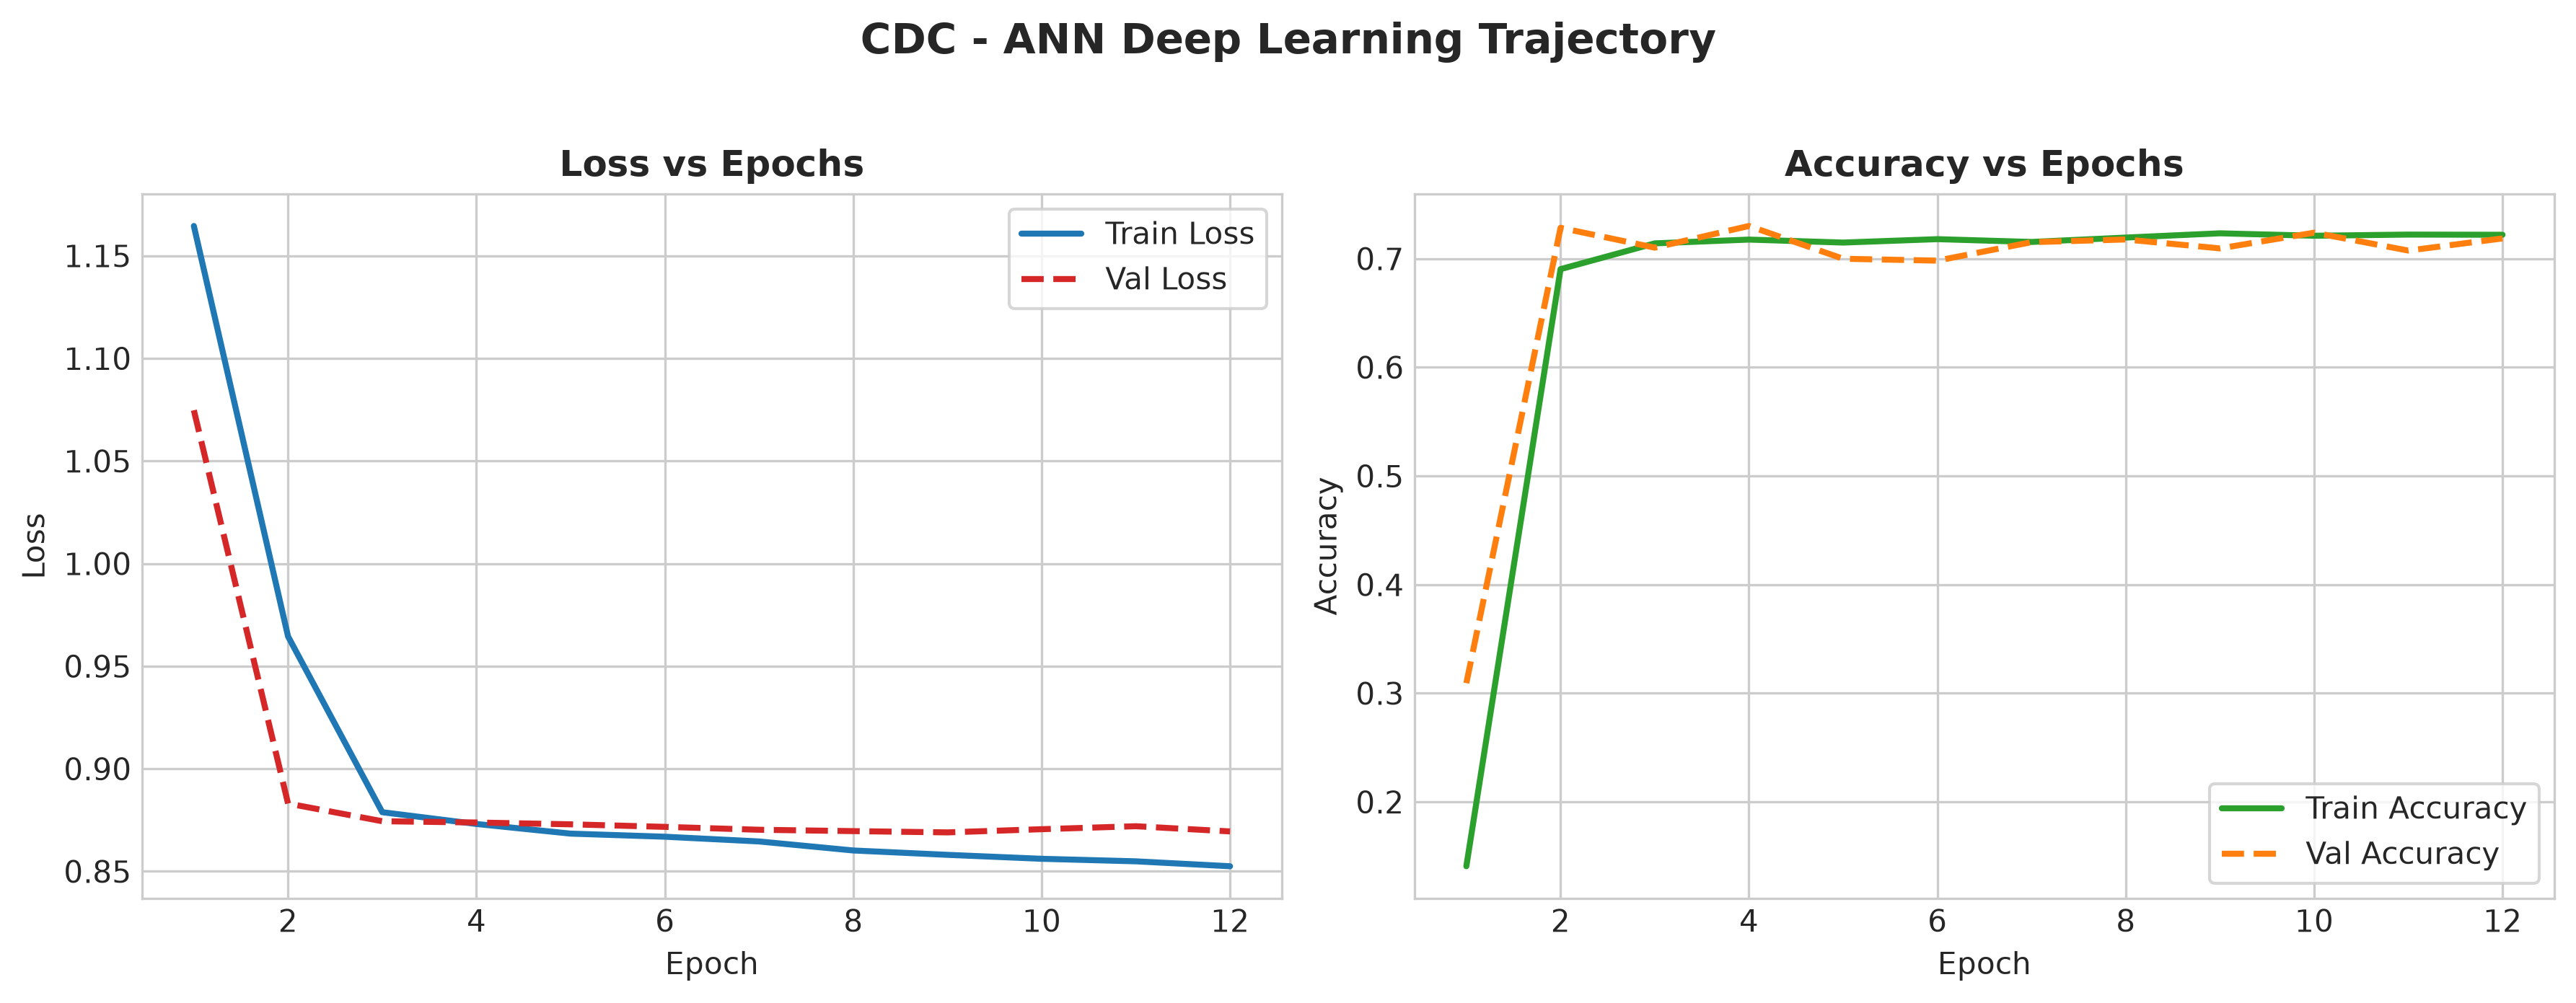 CDC - ANN Deep Learning Trajectory
Loss vs Epochs
Train Loss
Val Loss
1.15
1.10
1.05
1.00
0.95
0.90
0.85
Loss
2 4 6 8 10 12
Epoch
Accuracy vs Epochs
0.7
0.6
0.5
0.4
0.3
0.2
Accuracy
Train Accuracy
Val Accuracy
2 4 6 8 10 12
Epoch